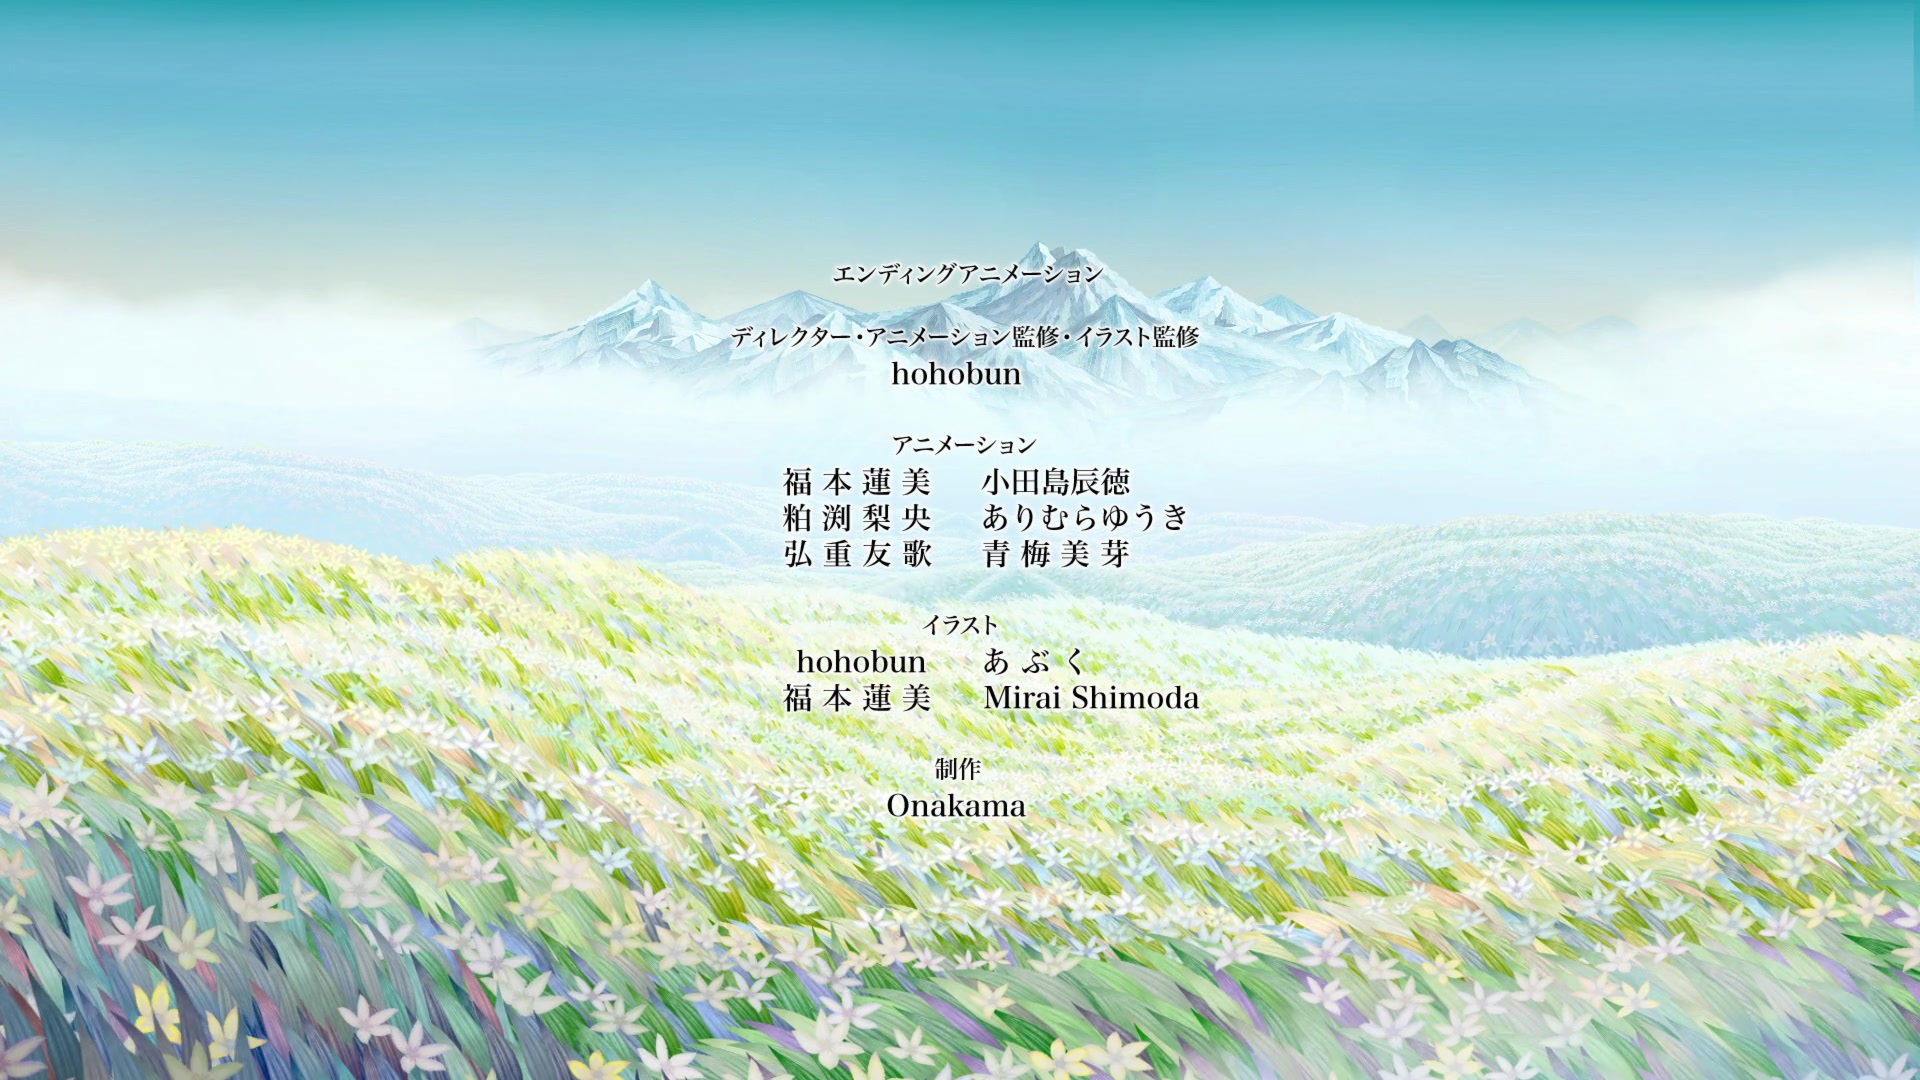 エンディングアニメーション
ディレクター・アニメーション監修・イラスト監修
hohobun
アニメーション
福本蓮美 小田島辰徳
粕渕梨央 ありむらゆうき
弘重友歌 青梅美芽
イラスト
hohobun あぶく
福本蓮美 Mirai Shimoda
制作
Onakama